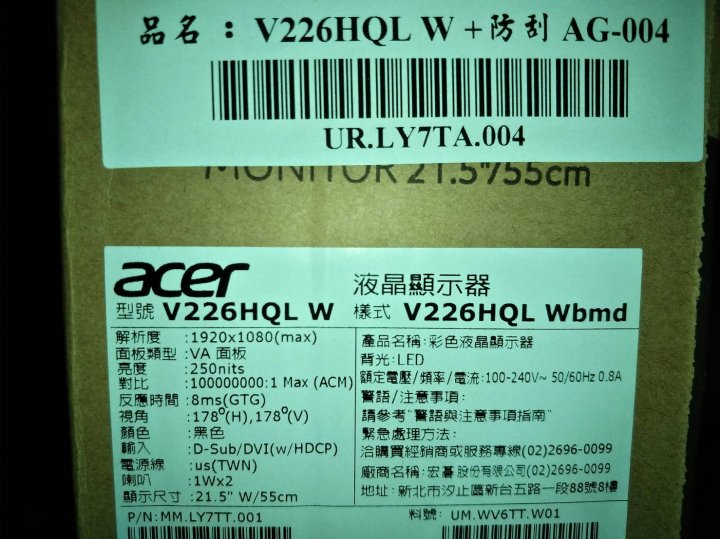 品名：V226HQL W +防刮 AG-004
UR.LY7TA.004
MONITOR 21.5"/55cm
acer
液晶顯示器
型號 V226HQL W
樣式 V226HQL Wbmd
解析度 :1920x1080(max)
面板類型 :VA 面板
亮度 :250nits
對比 :100000000:1 Max (ACM)
反應時間 :8ms(GTG)
視角 :178°(H),178°(V)
顏色 :黑色
輸入 :D-Sub/DVI(w/HDCP)
電源線 :us(TWN)
喇叭 :1Wx2
顯示尺寸 :21.5" W/55cm
產品名稱:彩色液晶顯示器
背光:LED
額定電壓/頻率/電流:100-240V~ 50/60Hz 0.8A
警語/注意事項:
請參考"警語與注意事項指南"
緊急處理方法:
洽購買經銷商或服務專線(02)2696-0099
廠商名稱:宏碁股份有限公司(02)2696-0099
地址:新北市汐止區新台五路一段88號8樓
P/N:MM.LY7TT.001
料號: UM.WV6TT.W01